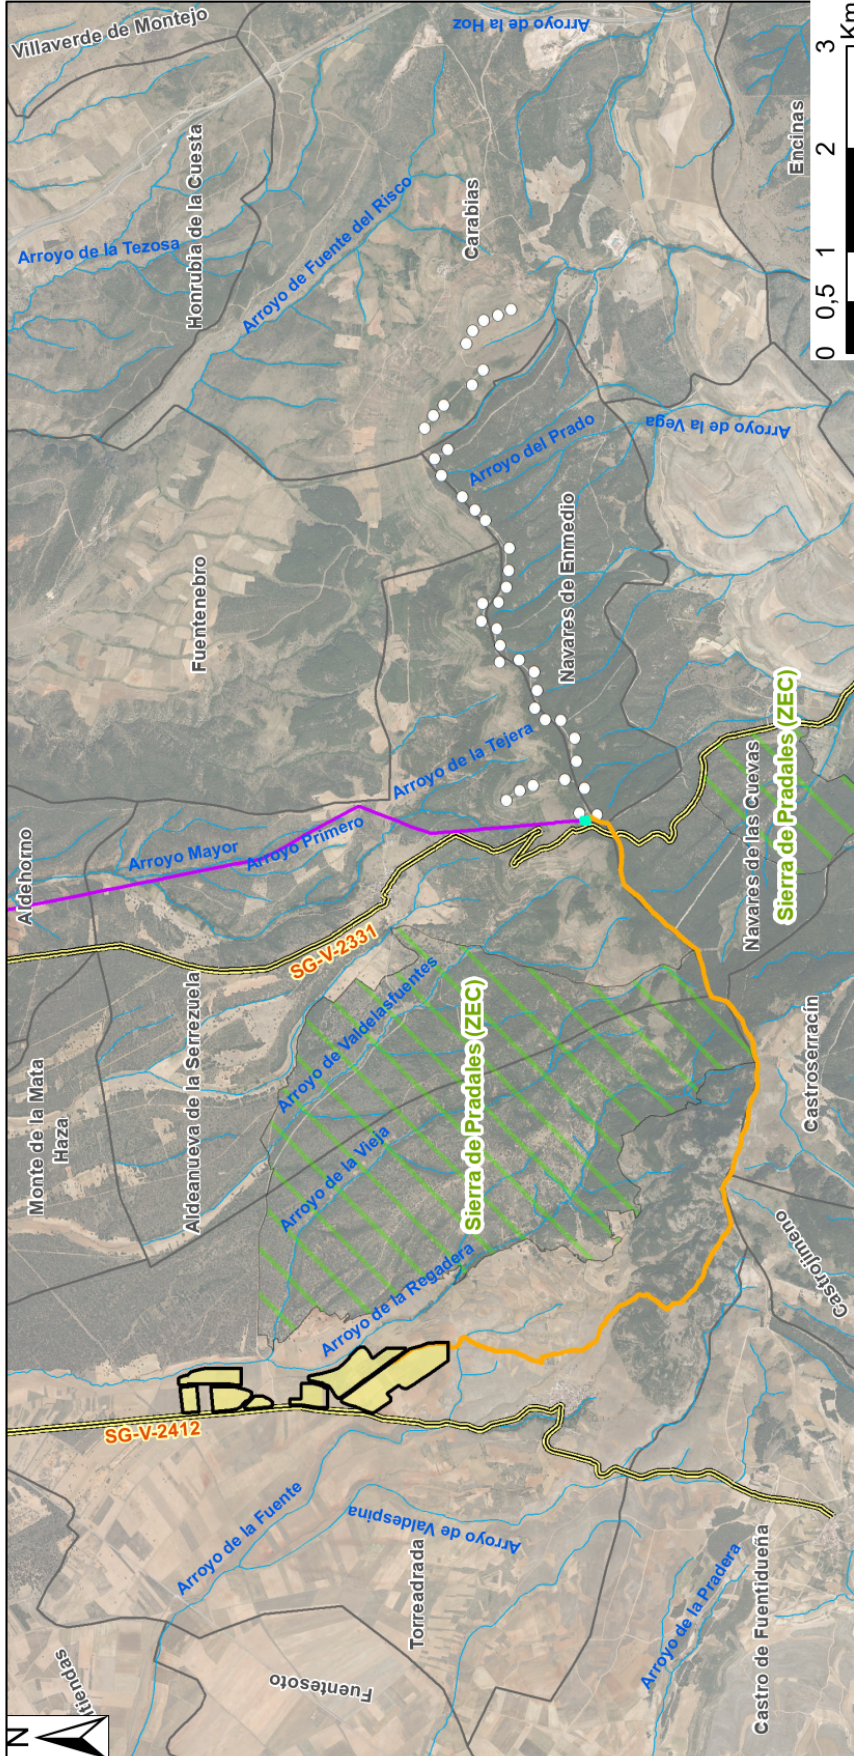 N
tiendas
Fuentesoto
Torreadrada
Arroyo de la Fuente
Arroyo de Valdespina
Arroyo de la Pradera
Castro de Fuentidueña
SG-V-2412
Arroyo de la Regadera
Castrojimeno
Monte de la Mata
Haza
Aldeanueva de la Serrezuela
Arroyo de la Vieja
Arroyo de Valdelasfuentes
Sierra de Pradales (ZEC)
Castroserracín
SG-V-2331
Aldehorno
Arroyo Mayor
Arroyo Primero
Arroyo de la Tejera
Navares de las Cuevas
Sierra de Pradales (ZEC)
Fuentenebro
Navares de Enmedio
Arroyo del Prado
Arroyo de la Vega
Honrubia de la Cuesta
Arroyo de la Tezosa
Arroyo de Fuente del Risco
Carabias
Villaverde de Montejo
Arroyo de la Hoz
Encinas
0 0,5 1 2 3
Km